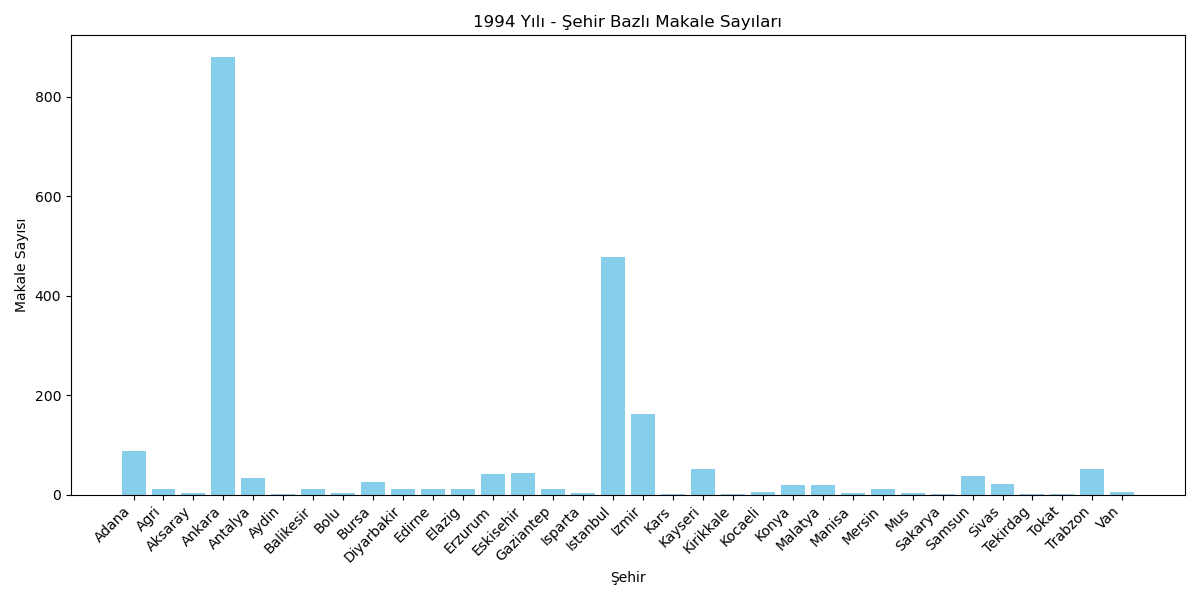 1994 Yılı - Şehir Bazlı Makale Sayıları
Makale Sayısı
800
600
400
200
0
Adana
Agri
Aksaray
Ankara
Antalya
Aydin
Balikesir
Bolu
Bursa
Diyarbakir
Edirne
Elazig
Erzurum
Eskisehir
Gaziantep
Isparta
Istanbul
Izmir
Kars
Kayseri
Kirikkale
Kocaeli
Konya
Malatya
Manisa
Mersin
Mus
Sakarya
Samsun
Sivas
Tekirdag
Tokat
Trabzon
Van
Şehir